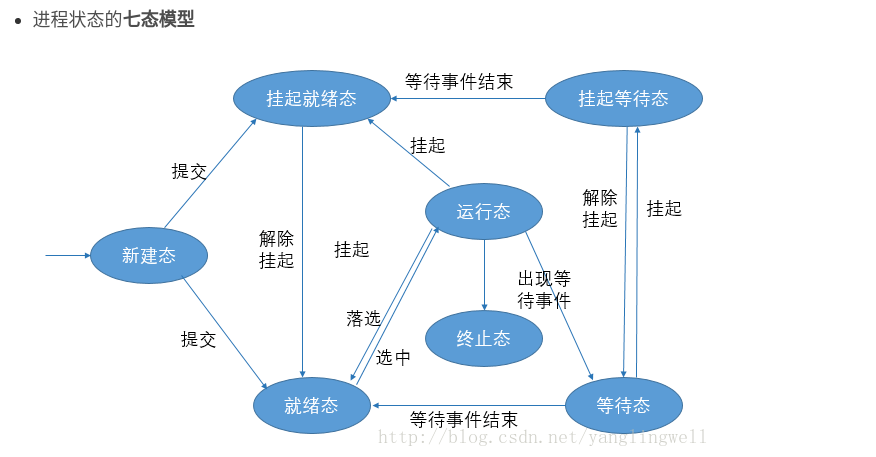 进程状态的七态模型
等待事件结束
挂起就绪态
挂起等待态
挂起
提交
运行态
解除
挂起
挂起
新建态
解除
挂起
挂起
出现等
待事件
落选
提交
终止态
选中
就绪态
等待态
等待事件结束
http://blog.csdn.net/yanglingwell